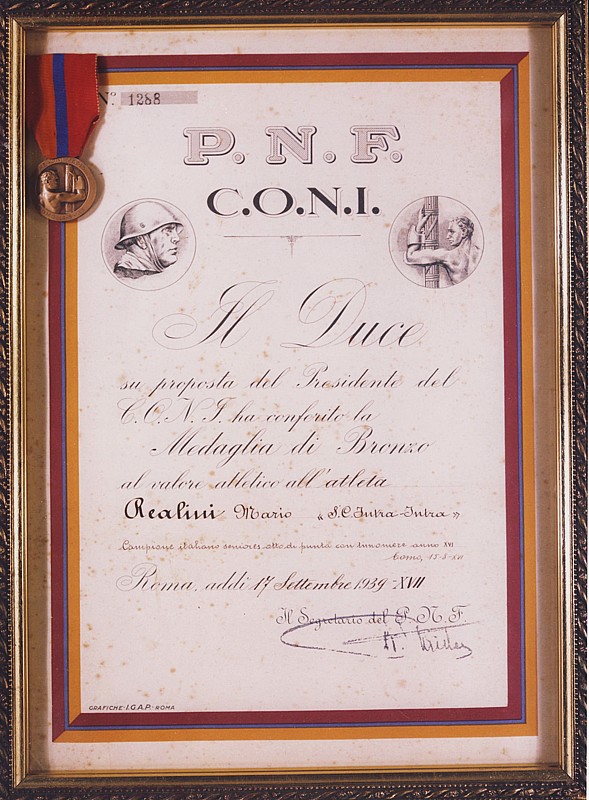 N° 1288
P.N.F.
C.O.N.I.
Il Duce
su proposta del Presidente del
C.O.N.I. ha conferito la
Medaglia di Bronzo
al valore atletico all'atleta
Realini Mario « S.C. Intra-Intra »
Campione italiano seniores otto di punta con timoniere anno XVI
Como, 15-8-XVI
Roma, addì 17 Settembre 1939-XVII
Il Segretario del P.N.F.
GRAFICHE-I.G.A.P.-ROMA